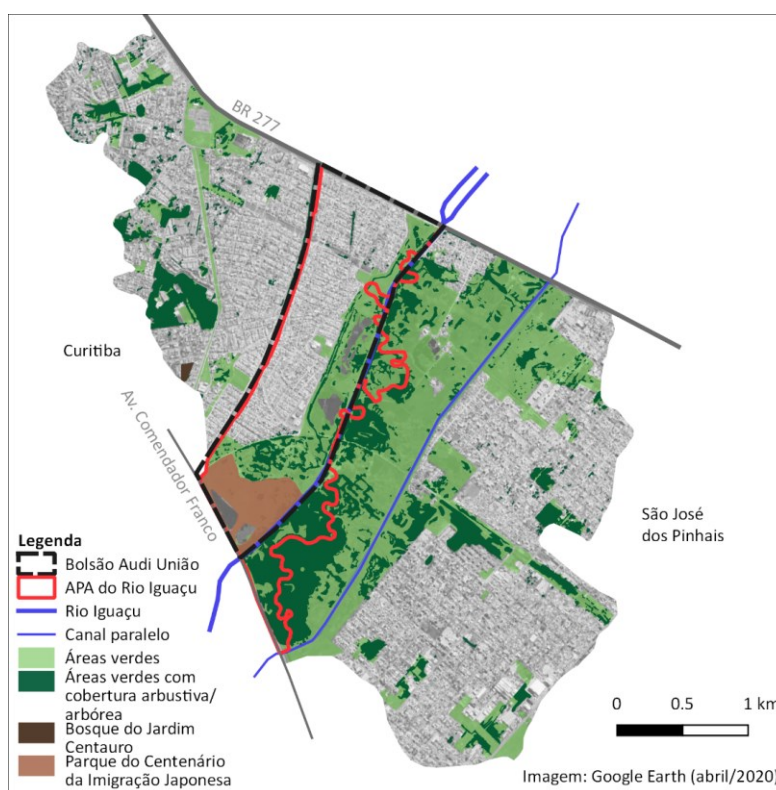 BR 277
Curitiba
Av. Comendador Franco
São José
dos Pinhais
Legenda
Bolsão Audi União
APA do Rio Iguaçu
Rio Iguaçu
Canal paralelo
Áreas verdes
Áreas verdes com
cobertura arbustiva/
arbórea
Bosque do Jardim
Centauro
Parque do Centenário
da Imigração Japonesa
0 0.5 1 km
Imagem: Google Earth (abril/2020)